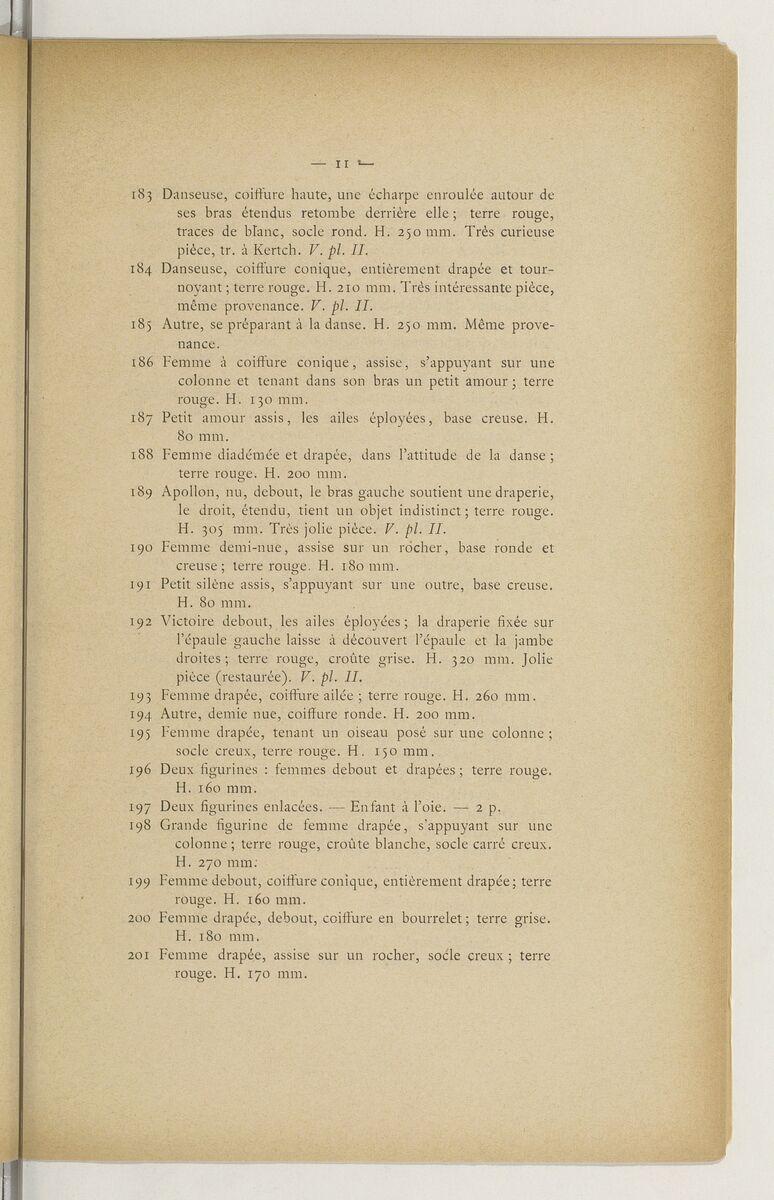 — 11 —
183 Danseuse, coiffure haute, une écharpe enroulée autour de
ses bras étendus retombe derrière elle ; terre rouge,
traces de blanc, socle rond. H. 250 mm. Très curieuse
pièce, tr. à Kertch. V. pl. II.
184 Danseuse, coiffure conique, entièrement drapée et tour-
noyant ; terre rouge. H. 210 mm. Très intéressante pièce,
même provenance. V. pl. II.
185 Autre, se préparant à la danse. H. 250 mm. Même prove-
nance.
186 Femme à coiffure conique, assise, s'appuyant sur une
colonne et tenant dans son bras un petit amour ; terre
rouge. H. 130 mm.
187 Petit amour assis, les ailes éployées, base creuse. H.
80 mm.
188 Femme diadémée et drapée, dans l'attitude de la danse ;
terre rouge. H. 200 mm.
189 Apollon, nu, debout, le bras gauche soutient une draperie,
le droit, étendu, tient un objet indistinct ; terre rouge.
H. 305 mm. Très jolie pièce. V. pl. II.
190 Femme demi-nue, assise sur un rocher, base ronde et
creuse ; terre rouge. H. 180 mm.
191 Petit silène assis, s'appuyant sur une outre, base creuse.
H. 80 mm.
192 Victoire debout, les ailes éployées ; la draperie fixée sur
l'épaule gauche laisse à découvert l'épaule et la jambe
droites ; terre rouge, croûte grise. H. 320 mm. Jolie
pièce (restaurée). V. pl. II.
193 Femme drapée, coiffure ailée ; terre rouge. H. 260 mm.
194 Autre, demie nue, coiffure ronde. H. 200 mm.
195 Femme drapée, tenant un oiseau posé sur une colonne ;
socle creux, terre rouge. H. 150 mm.
196 Deux figurines : femmes debout et drapées ; terre rouge.
H. 160 mm.
197 Deux figurines enlacées. — Enfant à l'oie. — 2 p.
198 Grande figurine de femme drapée, s'appuyant sur une
colonne ; terre rouge, croûte blanche, socle carré creux.
H. 270 mm.
199 Femme debout, coiffure conique, entièrement drapée ; terre
rouge. H. 160 mm.
200 Femme drapée, debout, coiffure en bourrelet ; terre grise.
H. 180 mm.
201 Femme drapée, assise sur un rocher, socle creux ; terre
rouge. H. 170 mm.